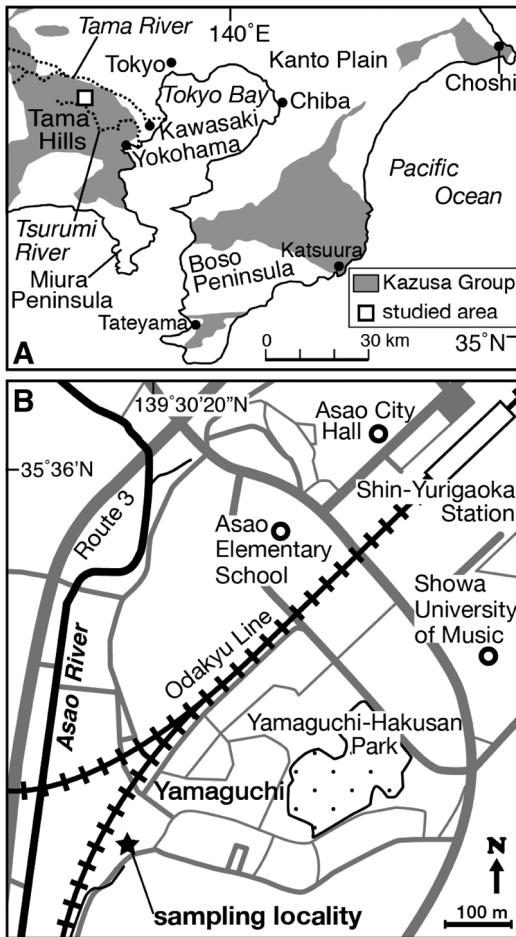 Tama River
140˚E
Kanto Plain
Tokyo
Choshi
Tokyo Bay
Chiba
Tama
Hills
Kawasaki
Yokohama
Pacific
Ocean
Tsurumi
River
Miura
Peninsula
Katsuura
Boso
Peninsula
Kazusa Group
studied area
Tateyama
0
30 km
35˚N
A
B
139˚30'20"N
Asao City
Hall
35˚36'N
Shin-Yurigaoka
Station
Route 3
Asao
Elementary
School
Showa
University
of Music
Odakyu Line
Asao River
Yamaguchi-Hakusan
Park
Yamaguchi
N
sampling locality
100 m